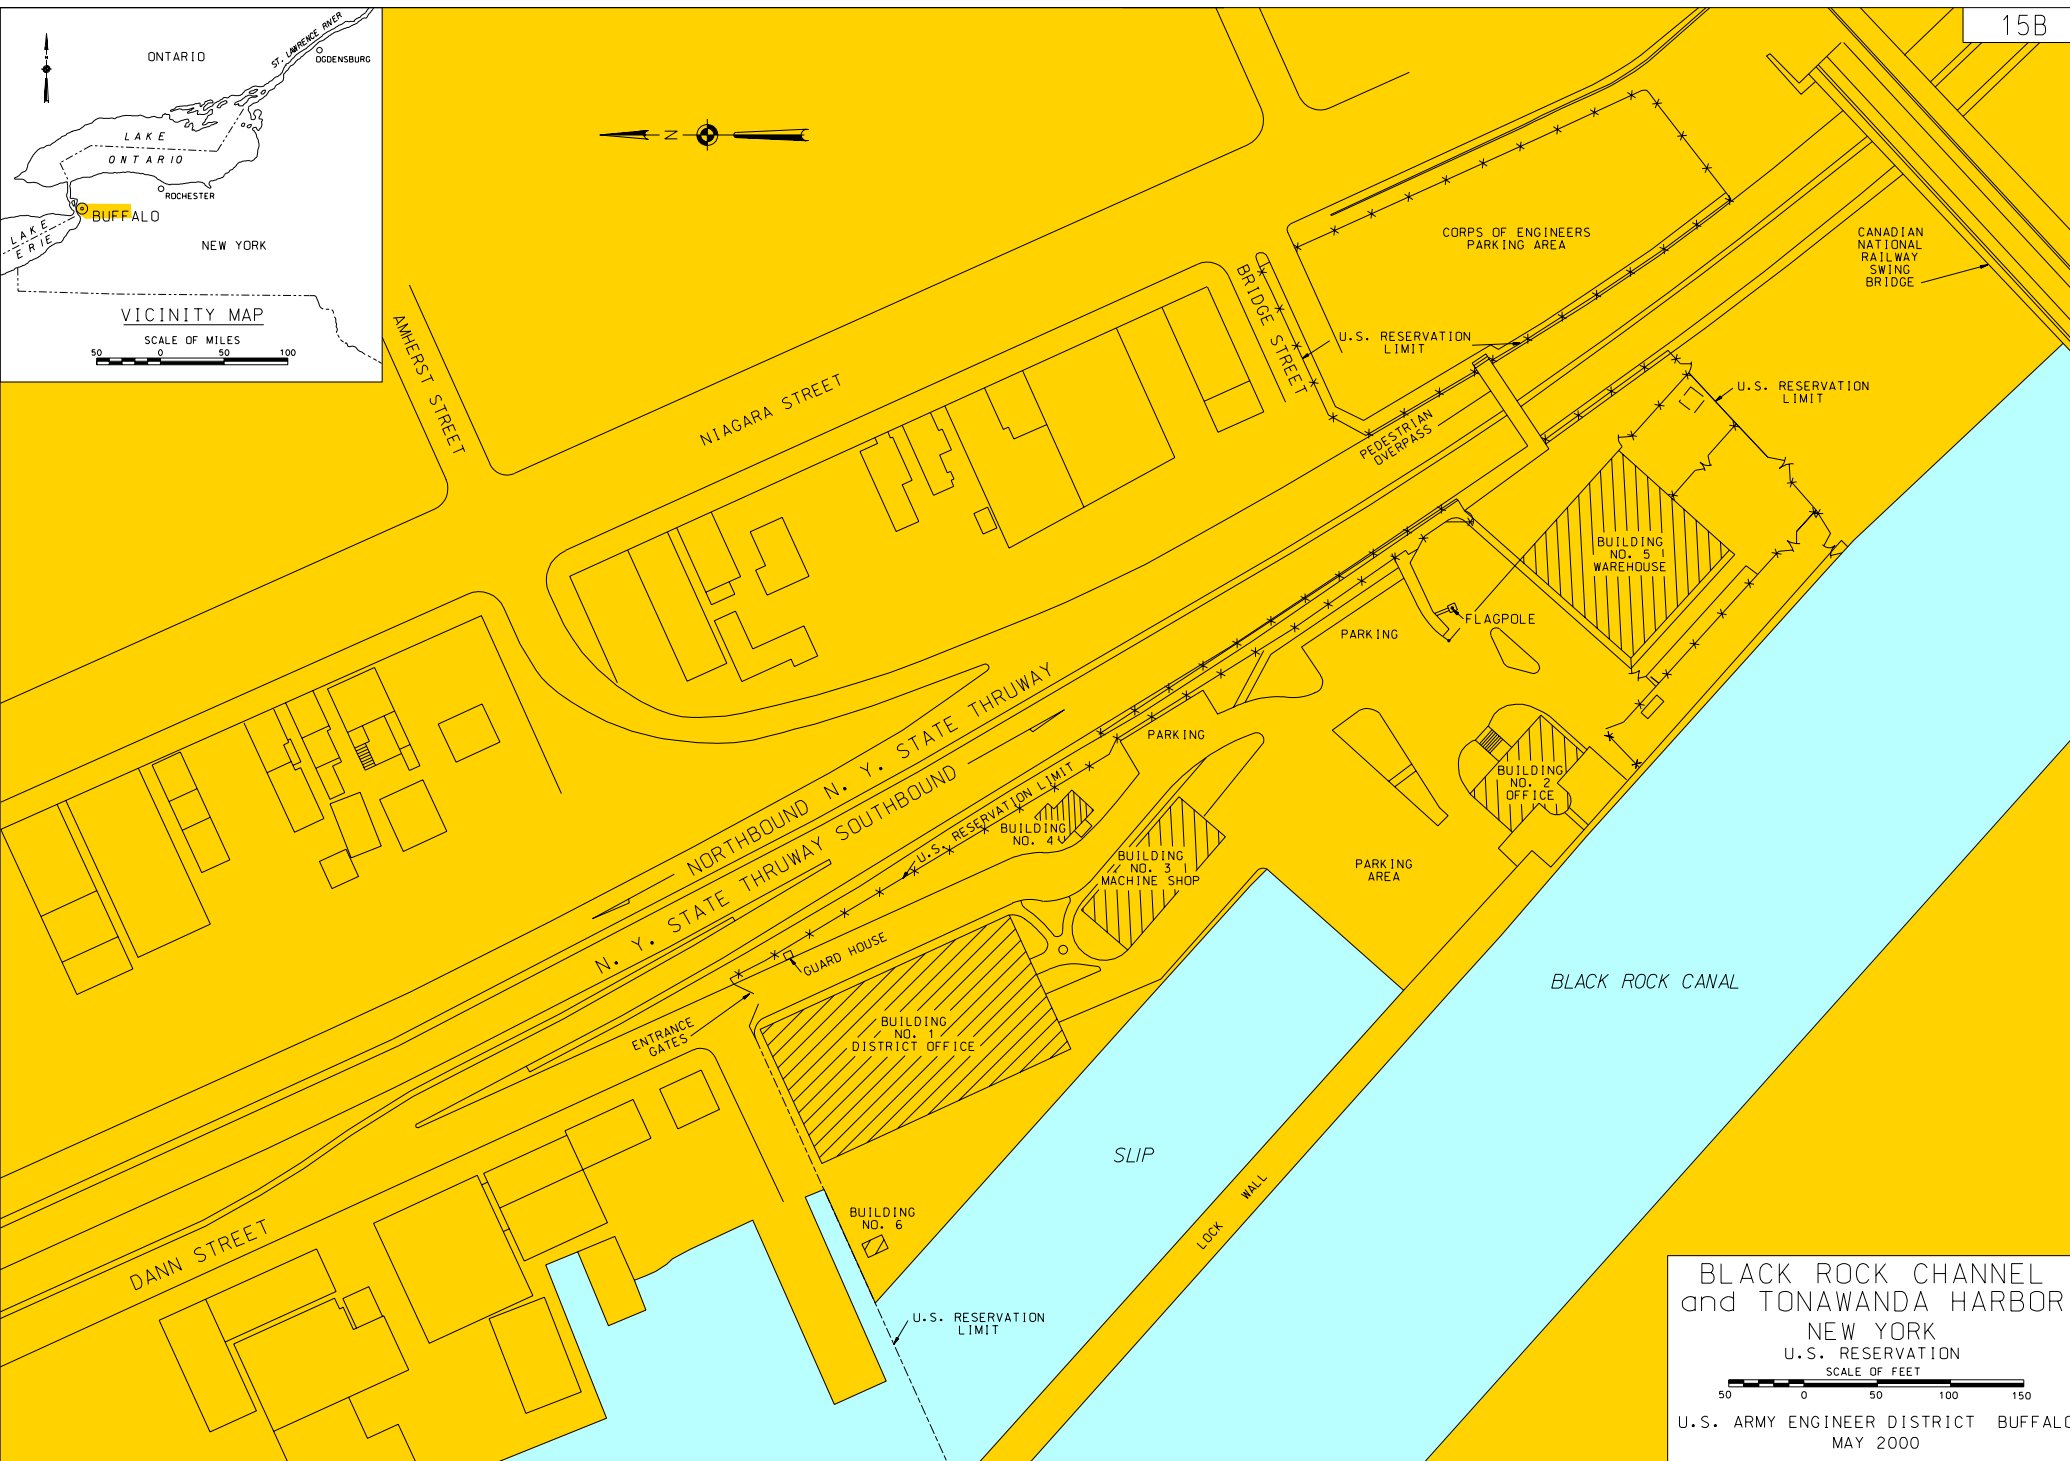 15B
ONTARIO
ST. LAWRENCE RIVER
OGDENSBURG
LAKE
ONTARIO
ROCHESTER
BUFFALO
LAKE
ERIE
NEW YORK
VICINITY MAP
SCALE OF MILES
50 0 50 100
N
AMHERST STREET
NIAGARA STREET
BRIDGE STREET
CORPS OF ENGINEERS
PARKING AREA
CANADIAN
NATIONAL
RAILWAY
SWING
BRIDGE
U.S. RESERVATION
LIMIT
U.S. RESERVATION
LIMIT
PEDESTRIAN
OVERPASS
BUILDING
NO. 5
WAREHOUSE
FLAGPOLE
PARKING
PARKING
NORTHBOUND N. Y. STATE THRUWAY
N. Y. STATE THRUWAY SOUTHBOUND
U.S. RESERVATION LIMIT
BUILDING
NO. 4
BUILDING
NO. 3
MACHINE SHOP
BUILDING
NO. 2
OFFICE
PARKING
AREA
GUARD HOUSE
ENTRANCE
GATES
BUILDING
NO. 1
DISTRICT OFFICE
BLACK ROCK CANAL
SLIP
LOCK WALL
BUILDING
NO. 6
DANN STREET
U.S. RESERVATION
LIMIT
BLACK ROCK CHANNEL
and TONAWANDA HARBOR
NEW YORK
U.S. RESERVATION
SCALE OF FEET
50 0 50 100 150
U.S. ARMY ENGINEER DISTRICT BUFFALO
MAY 2000